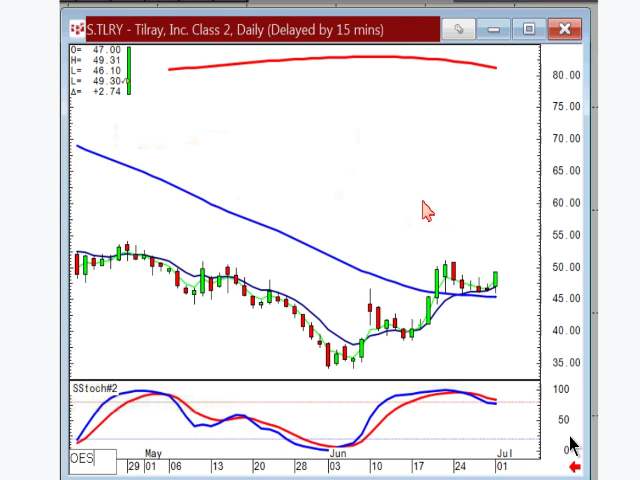 S.TLRY - Tilray, Inc. Class 2, Daily (Delayed by 15 mins)
O= 47.00
H= 49.31
L= 46.10
L= 49.30
Δ= +2.74
80.00
75.00
70.00
65.00
60.00
55.00
50.00
45.00
40.00
35.00
SStoch#2
100
50
0
OES
May Jun Jul
29 01 06 13 20 28 03 10 17 24 01